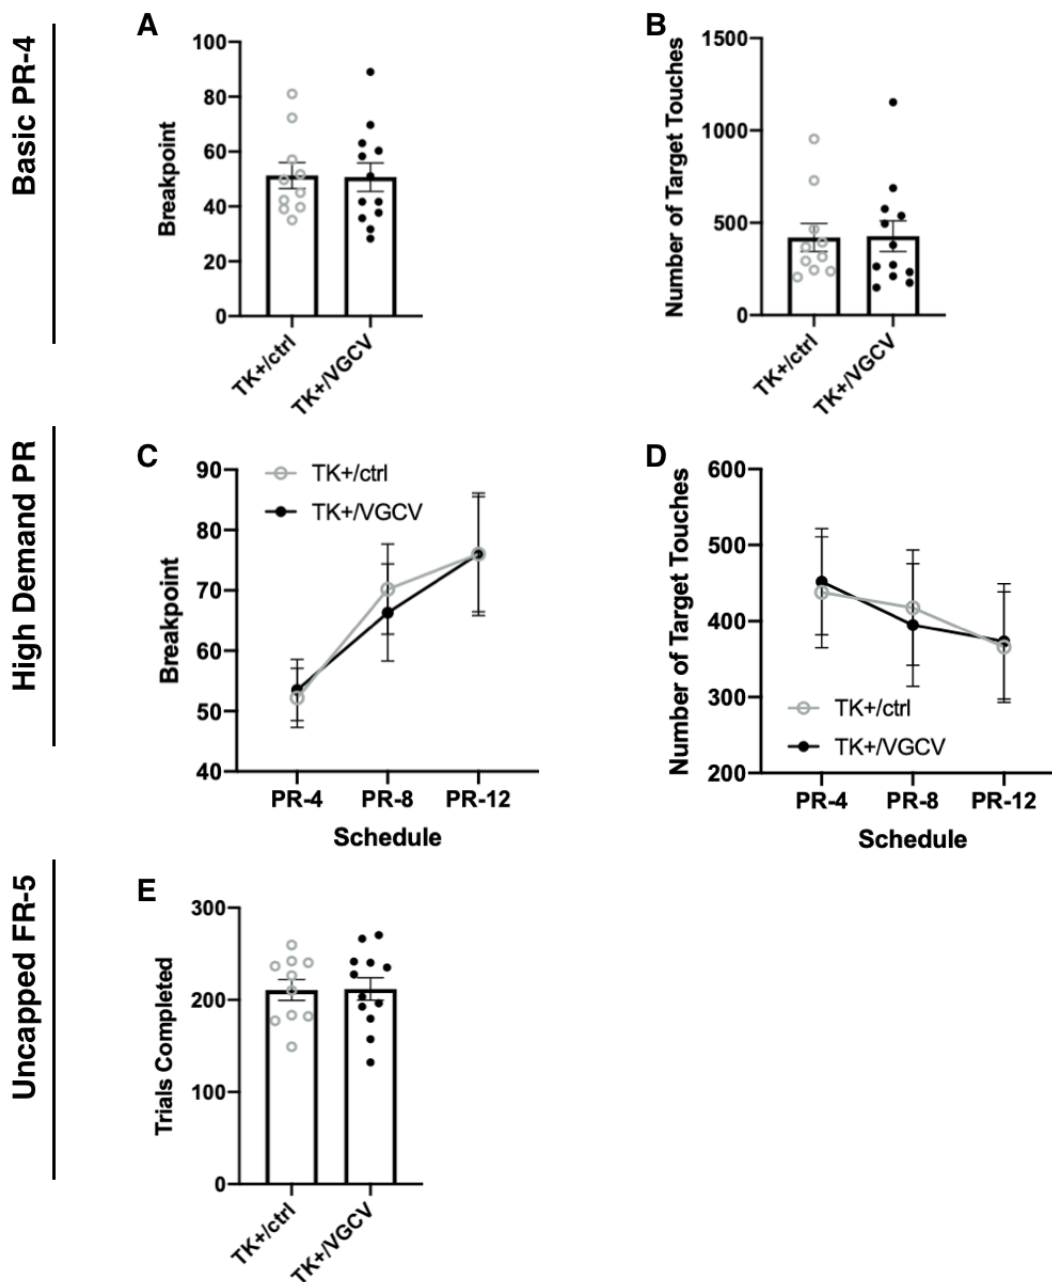 Basic PR-4
A
100
80
60
40
20
0
Breakpoint
TK+/ctrl
TK+/VGCV
B
1500
1000
500
0
Number of Target Touches
TK+/ctrl
TK+/VGCV
High Demand PR
C
90
80
70
60
50
40
Breakpoint
TK+/ctrl
TK+/VGCV
PR-4 PR-8 PR-12
Schedule
D
600
500
400
300
200
Number of Target Touches
TK+/ctrl
TK+/VGCV
PR-4 PR-8 PR-12
Schedule
Uncapped FR-5
E
300
200
100
0
Trials Completed
TK+/ctrl
TK+/VGCV